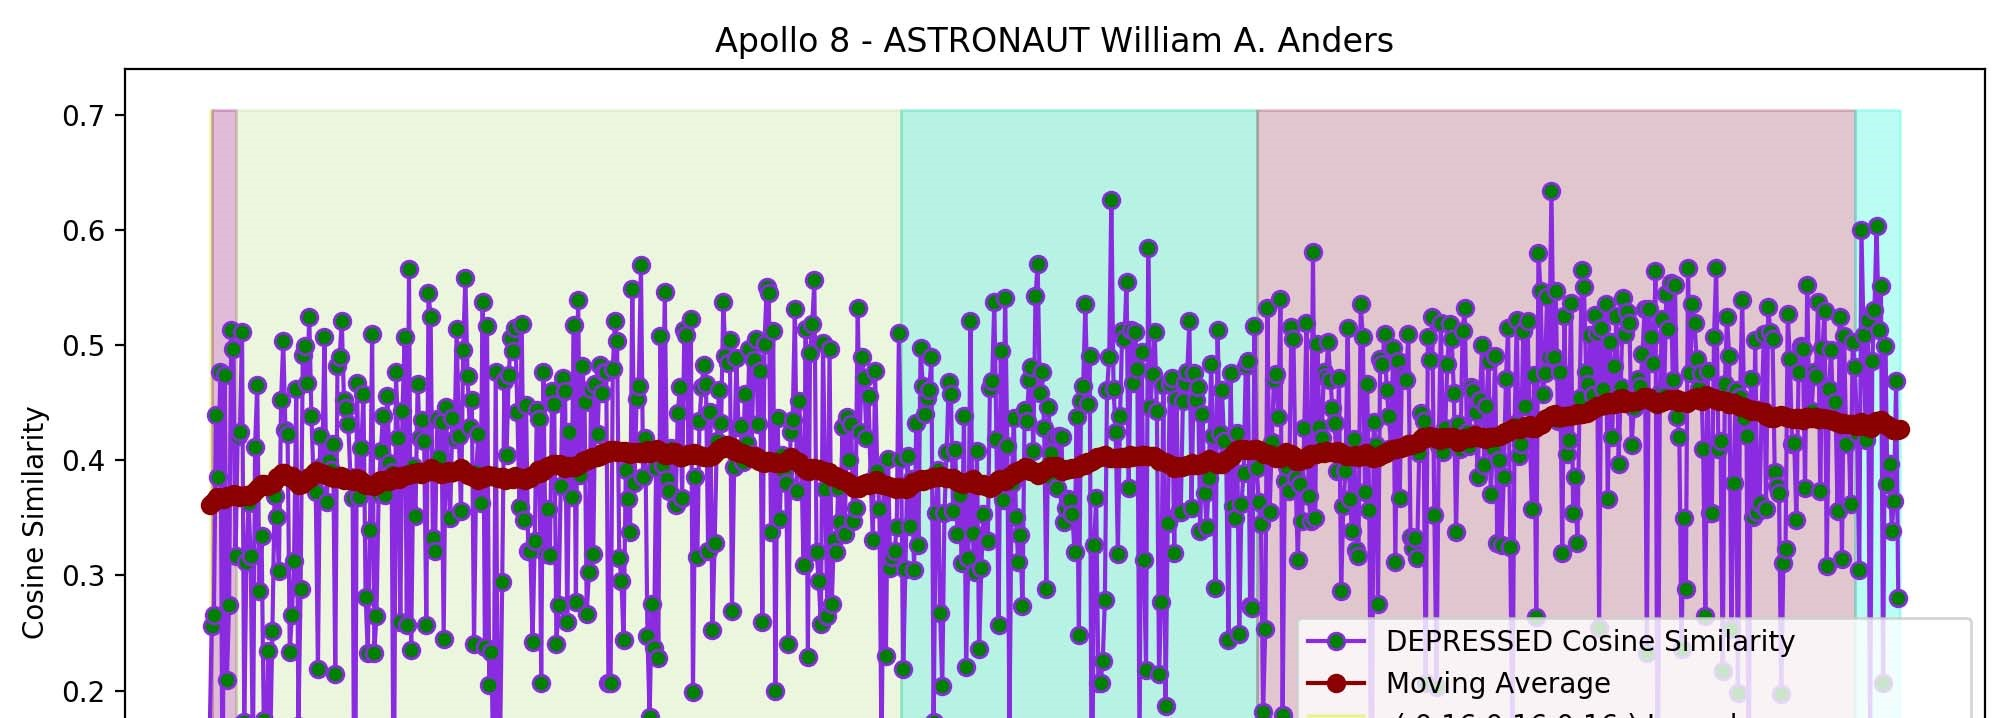 Apollo 8 - ASTRONAUT William A. Anders
0.7
0.6
0.5
0.4
0.3
0.2
Cosine Similarity
DEPRESSED Cosine Similarity
Moving Average